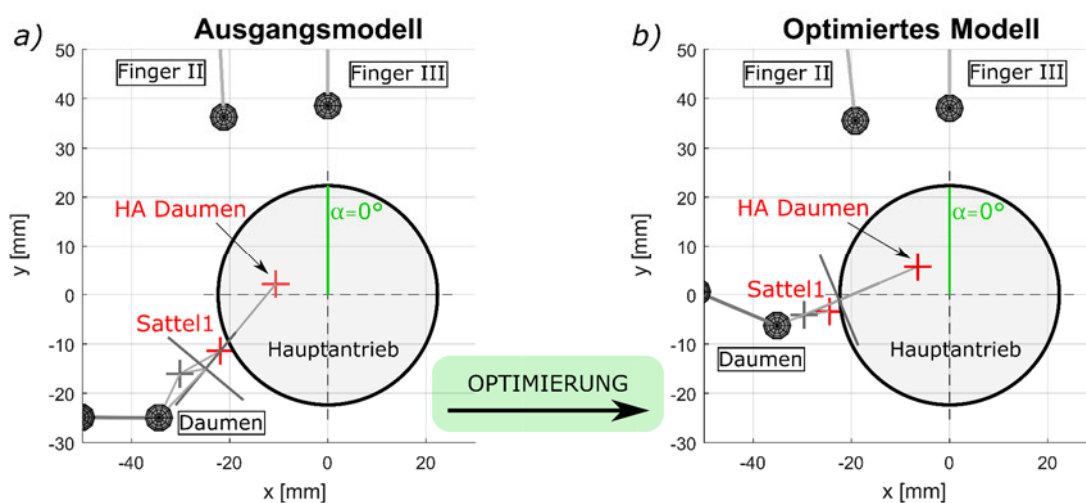 a)
Ausgangsmodell
50
40
30
20
10
0
-10
-20
-30
y [mm]
-40
-20
0
20
x [mm]
Finger II
Finger III
HA Daumen
α=0°
Sattel1
Hauptantrieb
Daumen
OPTIMIERUNG
b)
Optimiertes Modell
50
40
30
20
10
0
-10
-20
-30
y [mm]
-40
-20
0
20
x [mm]
Finger II
Finger III
HA Daumen
α=0°
Sattel1
Hauptantrieb
Daumen